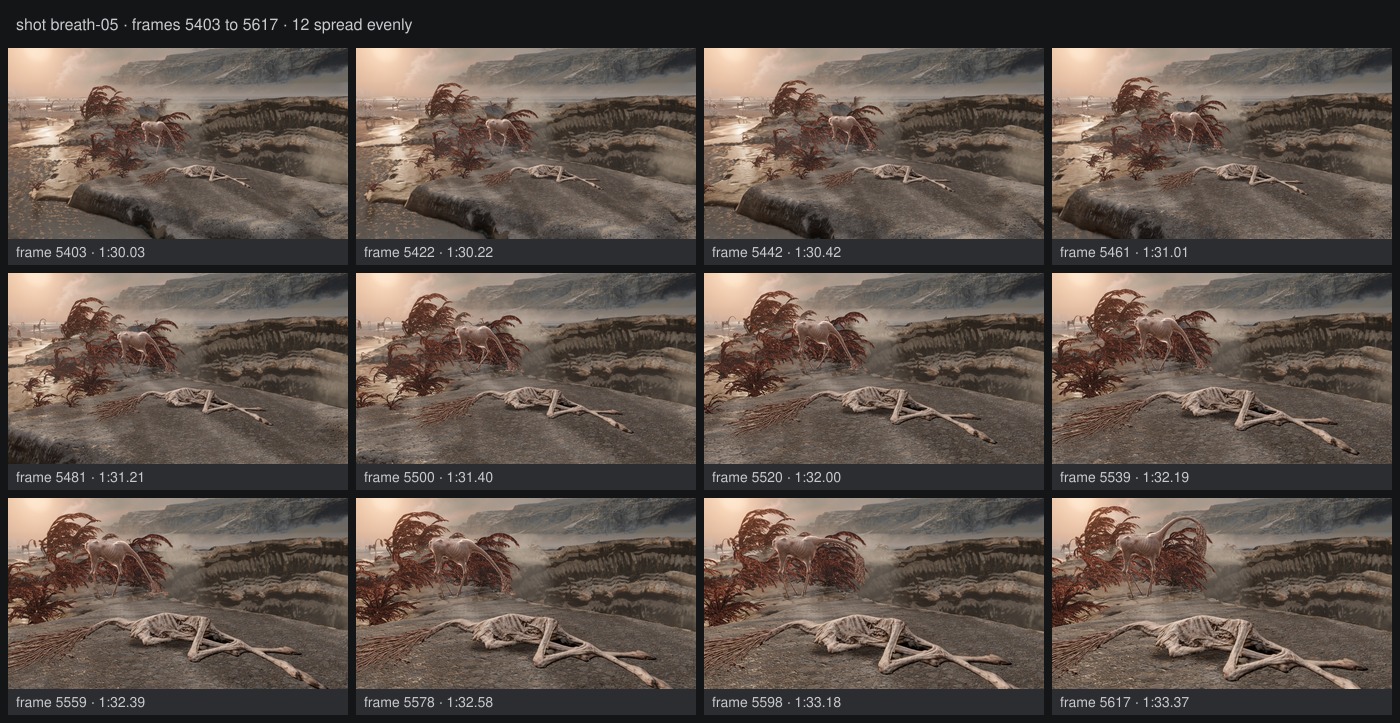 shot breath-05 · frames 5403 to 5617 · 12 spread evenly
frame 5403 · 1:30.03
frame 5422 · 1:30.22
frame 5442 · 1:30.42
frame 5461 · 1:31.01
frame 5481 · 1:31.21
frame 5500 · 1:31.40
frame 5520 · 1:32.00
frame 5539 · 1:32.19
frame 5559 · 1:32.39
frame 5578 · 1:32.58
frame 5598 · 1:33.18
frame 5617 · 1:33.37